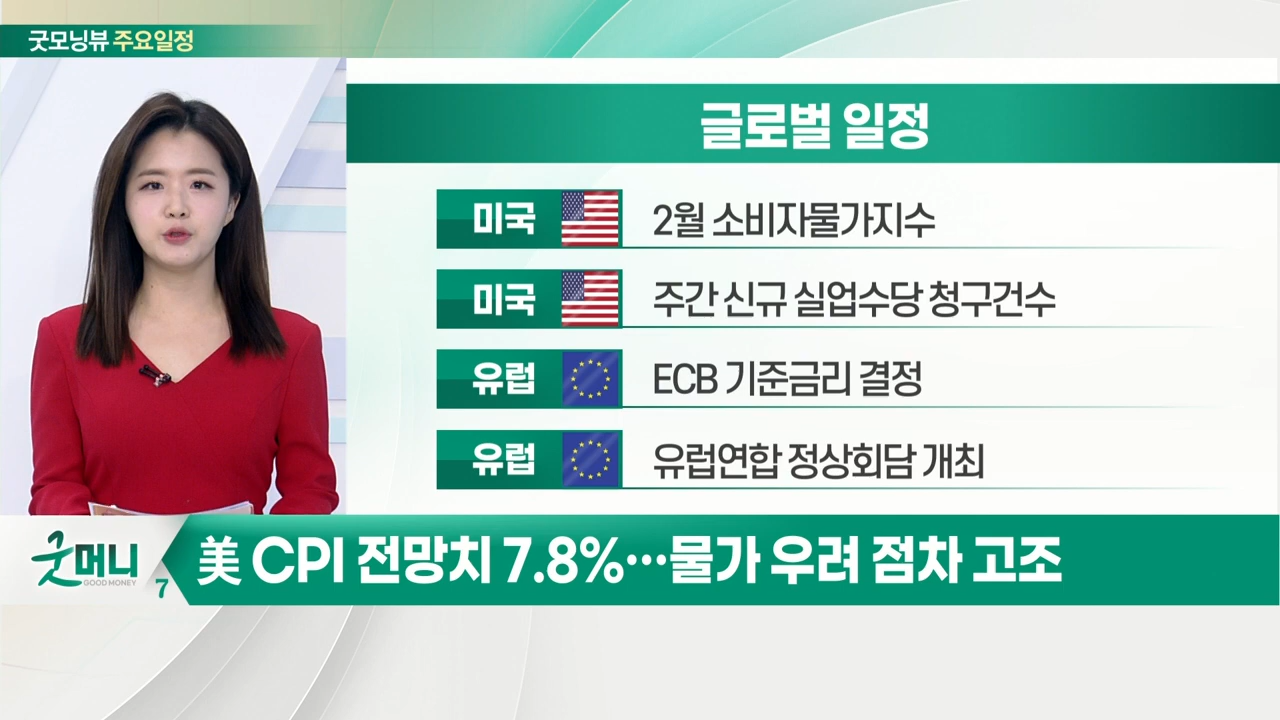 굿모닝뷰 주요일정
글로벌 일정
미국 2월 소비자물가지수
미국 주간 신규 실업수당 청구건수
유럽 ECB 기준금리 결정
유럽 유럽연합 정상회담 개최
굿머니
GOOD MONEY
7
美 CPI 전망치 7.8%…물가 우려 점차 고조